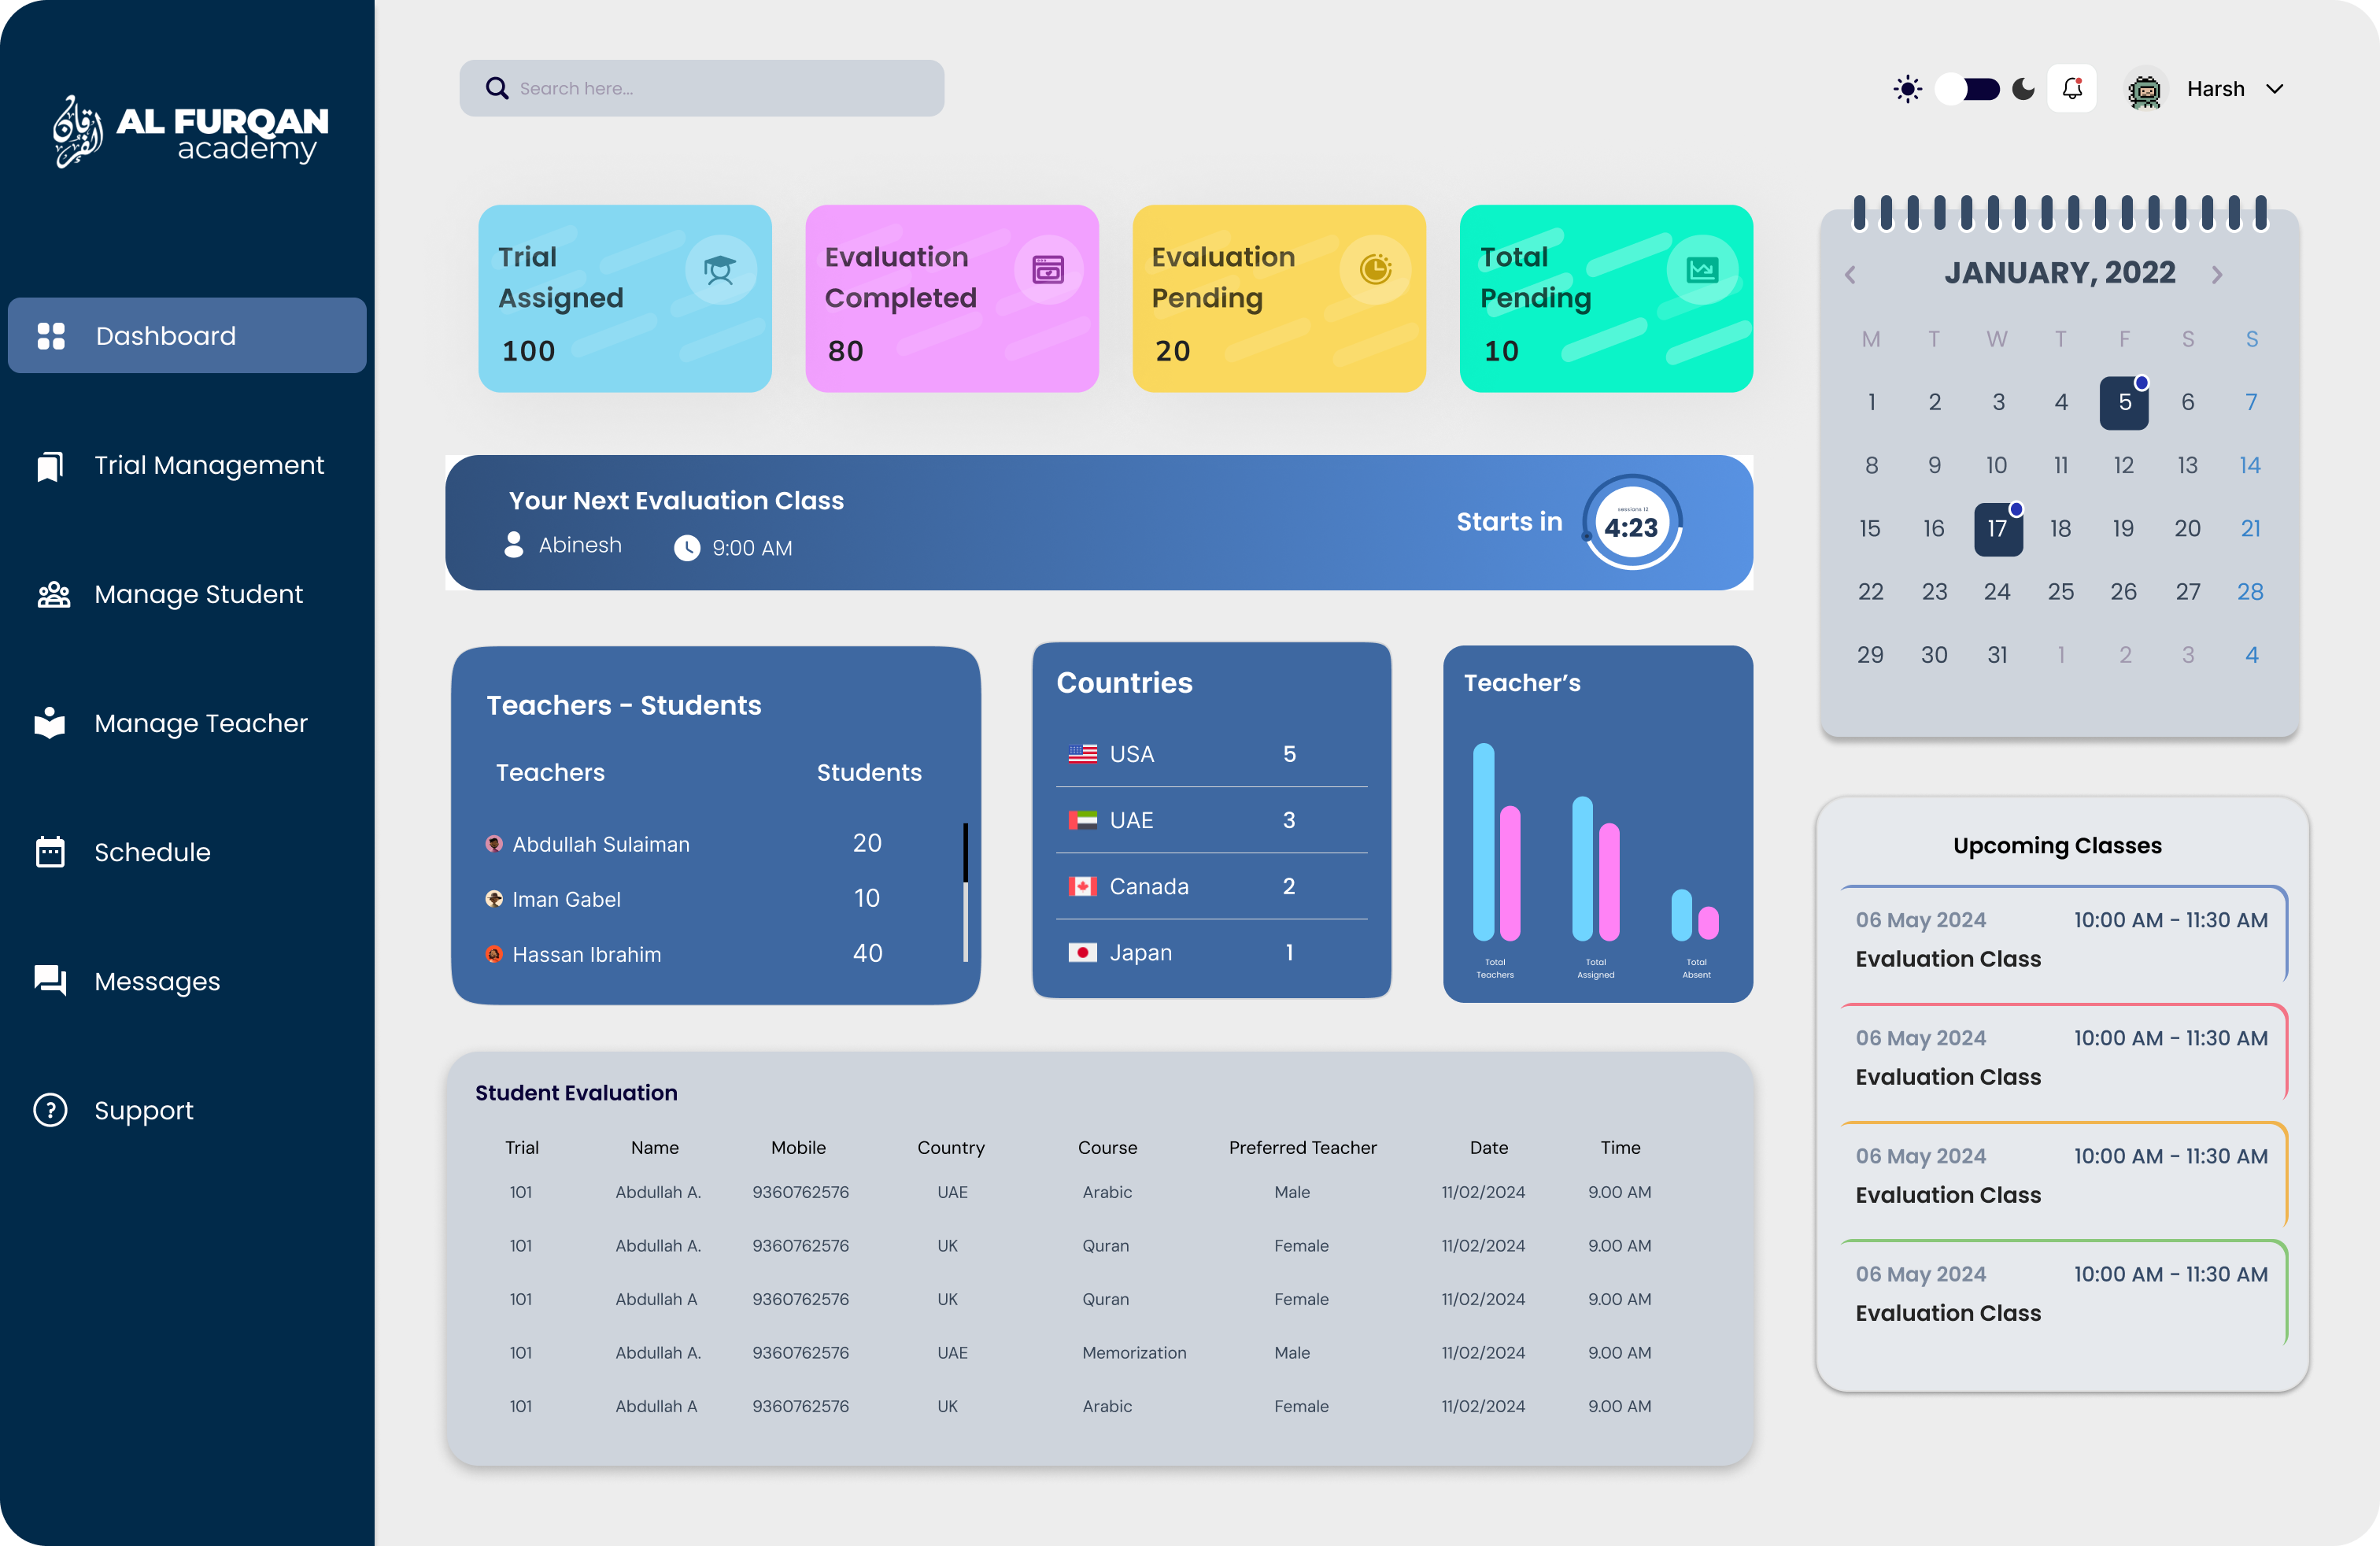 AL FURQAN
academy
Dashboard
Trial Management
Manage Student
Manage Teacher
Schedule
Messages
Support
Search here...
Harsh
Trial
Assigned
100
Evaluation
Completed
80
Evaluation
Pending
20
Total
Pending
10
Your Next Evaluation Class
Abinesh 9:00 AM
Starts in
sessions 12
4:23
Teachers - Students
Teachers Students
Abdullah Sulaiman 20
Iman Gabel 10
Hassan Ibrahim 40
Countries
USA 5
UAE 3
Canada 2
Japan 1
Teacher’s
Total
Teachers
Total
Assigned
Total
Absent
Student Evaluation
Trial Name Mobile Country Course Preferred Teacher Date Time
101 Abdullah A. 9360762576 UAE Arabic Male 11/02/2024 9.00 AM
101 Abdullah A. 9360762576 UK Quran Female 11/02/2024 9.00 AM
101 Abdullah A 9360762576 UK Quran Female 11/02/2024 9.00 AM
101 Abdullah A. 9360762576 UAE Memorization Male 11/02/2024 9.00 AM
101 Abdullah A 9360762576 UK Arabic Female 11/02/2024 9.00 AM
JANUARY, 2022
M T W T F S S
1 2 3 4 5 6 7
8 9 10 11 12 13 14
15 16 17 18 19 20 21
22 23 24 25 26 27 28
29 30 31 1 2 3 4
Upcoming Classes
06 May 2024 10:00 AM - 11:30 AM
Evaluation Class
06 May 2024 10:00 AM - 11:30 AM
Evaluation Class
06 May 2024 10:00 AM - 11:30 AM
Evaluation Class
06 May 2024 10:00 AM - 11:30 AM
Evaluation Class